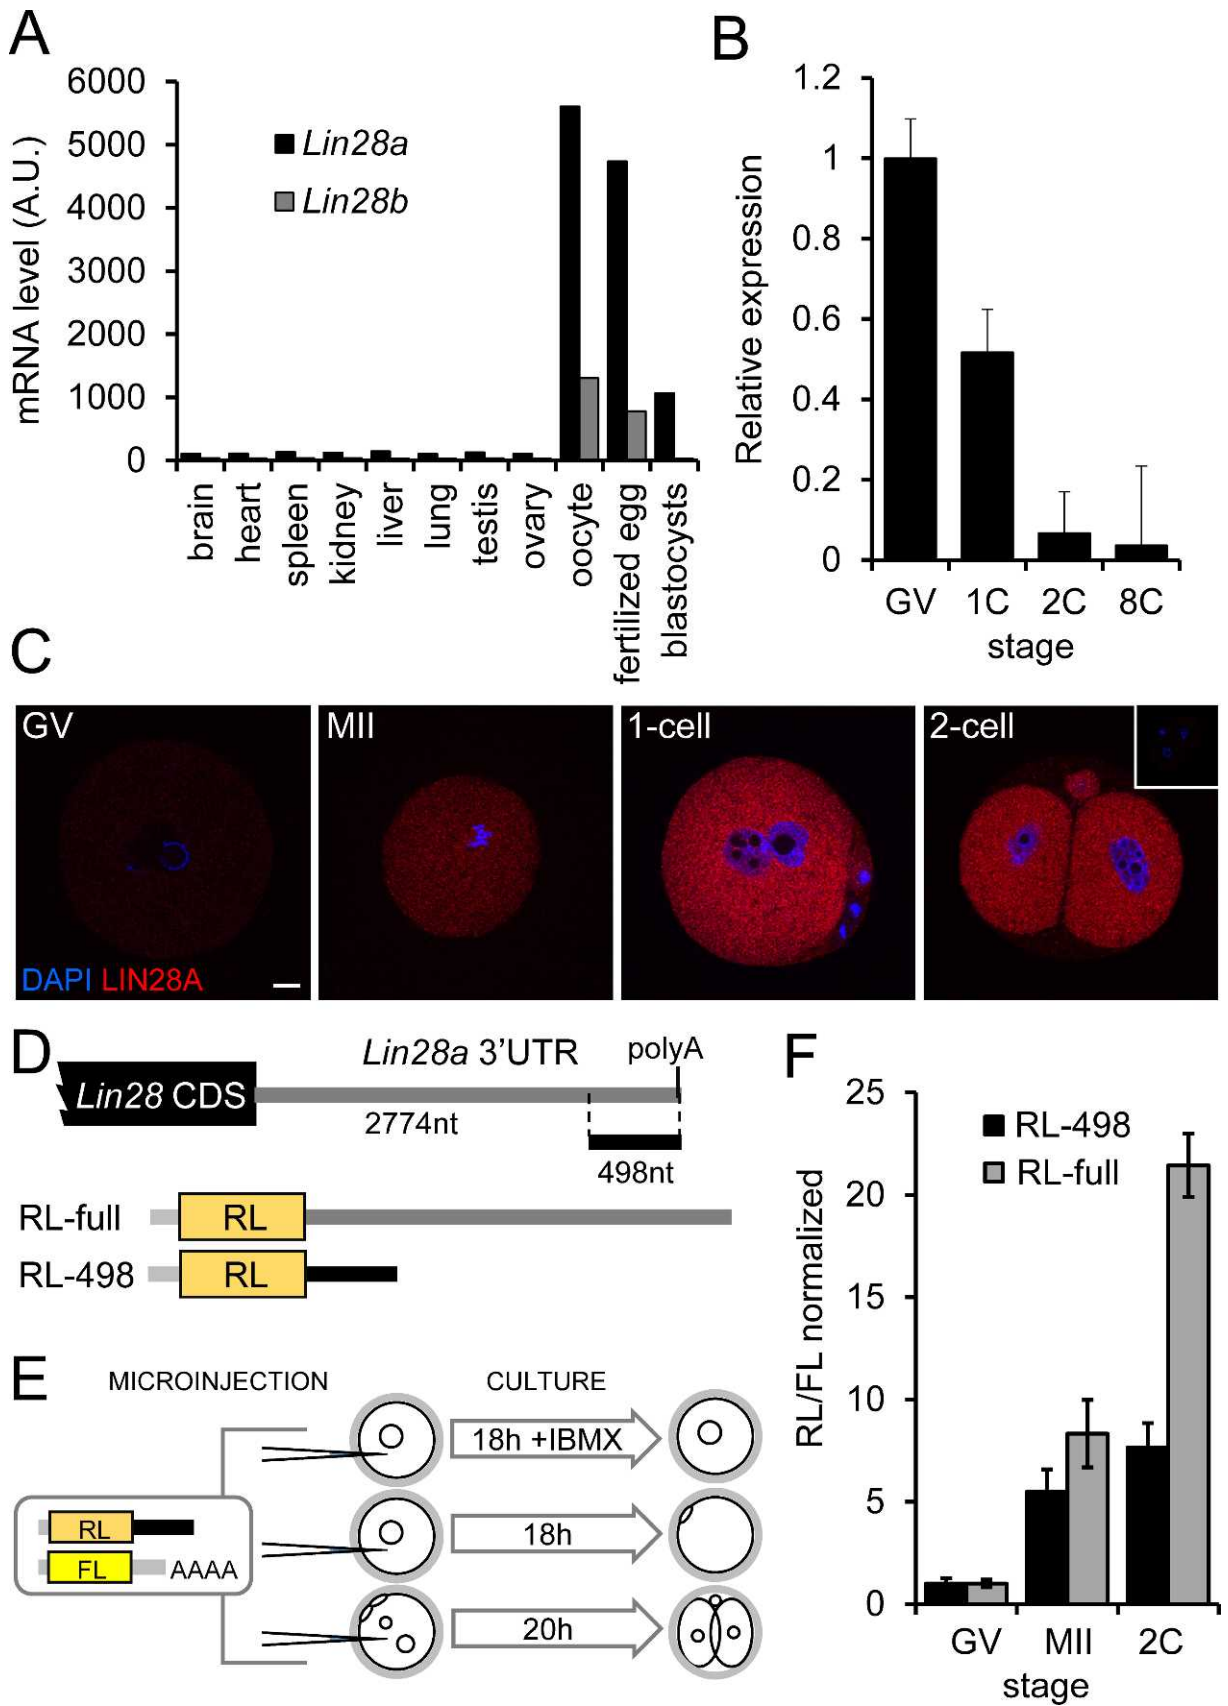 A
mRNA level (A.U.)
6000
5000
4000
3000
2000
1000
0
Lin28a
Lin28b
brain
heart
spleen
kidney
liver
lung
testis
ovary
oocyte
fertilized egg
blastocysts
B
Relative expression
1.2
1
0.8
0.6
0.4
0.2
0
GV 1C 2C 8C
stage
C
GV
MII
1-cell
2-cell
DAPI LIN28A
D
Lin28a 3'UTR
polyA
Lin28 CDS
2774nt
498nt
RL-full
RL
RL-498
RL
E
MICROINJECTION
CULTURE
18h +IBMX
18h
20h
RL
FL
AAAA
F
RL/FL normalized
25
20
15
10
5
0
RL-498
RL-full
GV MII 2C
stage